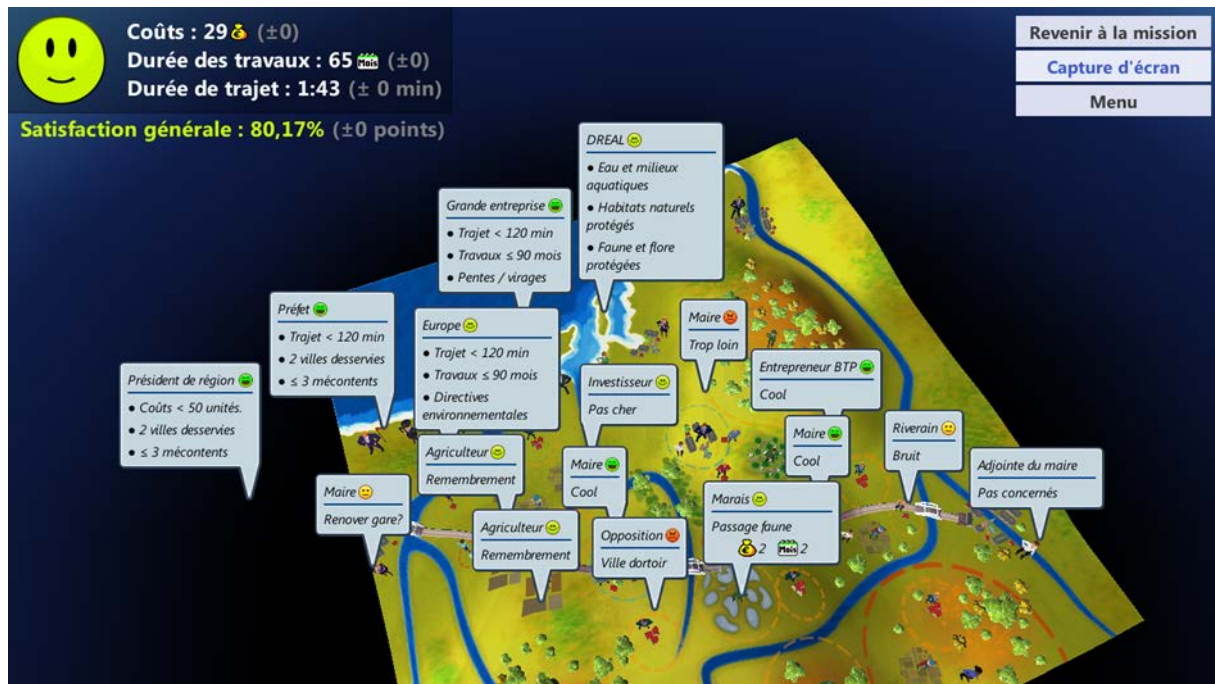 Coûts : 29 (±0)
Durée des travaux : 65 Mois (±0)
Durée de trajet : 1:43 (± 0 min)
Satisfaction générale : 80,17% (±0 points)
Revenir à la mission
Capture d'écran
Menu
DREAL
• Eau et milieux
aquatiques
• Habitats naturels
protégés
• Faune et flore
protégées
Grande entreprise
• Trajet < 120 min
• Travaux ≤ 90 mois
• Pentes / virages
Préfet
• Trajet < 120 min
• 2 villes desservies
• ≤ 3 mécontents
Europe
• Trajet < 120 min
• Travaux ≤ 90 mois
• Directives
environnementales
Maire
Trop loin
Président de région
• Coûts < 50 unités.
• 2 villes desservies
• ≤ 3 mécontents
Investisseur
Pas cher
Entrepreneur BTP
Cool
Maire
Cool
Riverain
Bruit
Agriculteur
Remembrement
Maire
Cool
Adjointe du maire
Pas concernés
Maire
Renover gare?
Agriculteur
Remembrement
Opposition
Ville dortoir
Marais
Passage faune
2 Mois 2